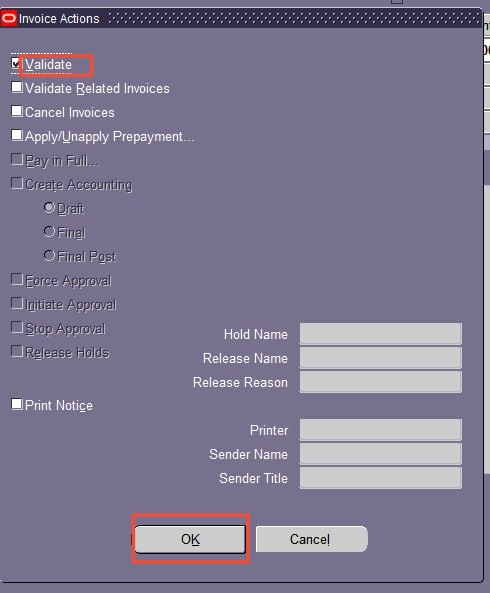 Invoice Actions
Validate
Validate Related Invoices
Cancel Invoices
Apply/Unapply Prepayment...
Pay in Full...
Create Accounting
Draft
Final
Final Post
Force Approval
Initiate Approval
Stop Approval
Hold Name
Release Holds
Release Name
Release Reason
Print Notice
Printer
Sender Name
Sender Title
OK
Cancel